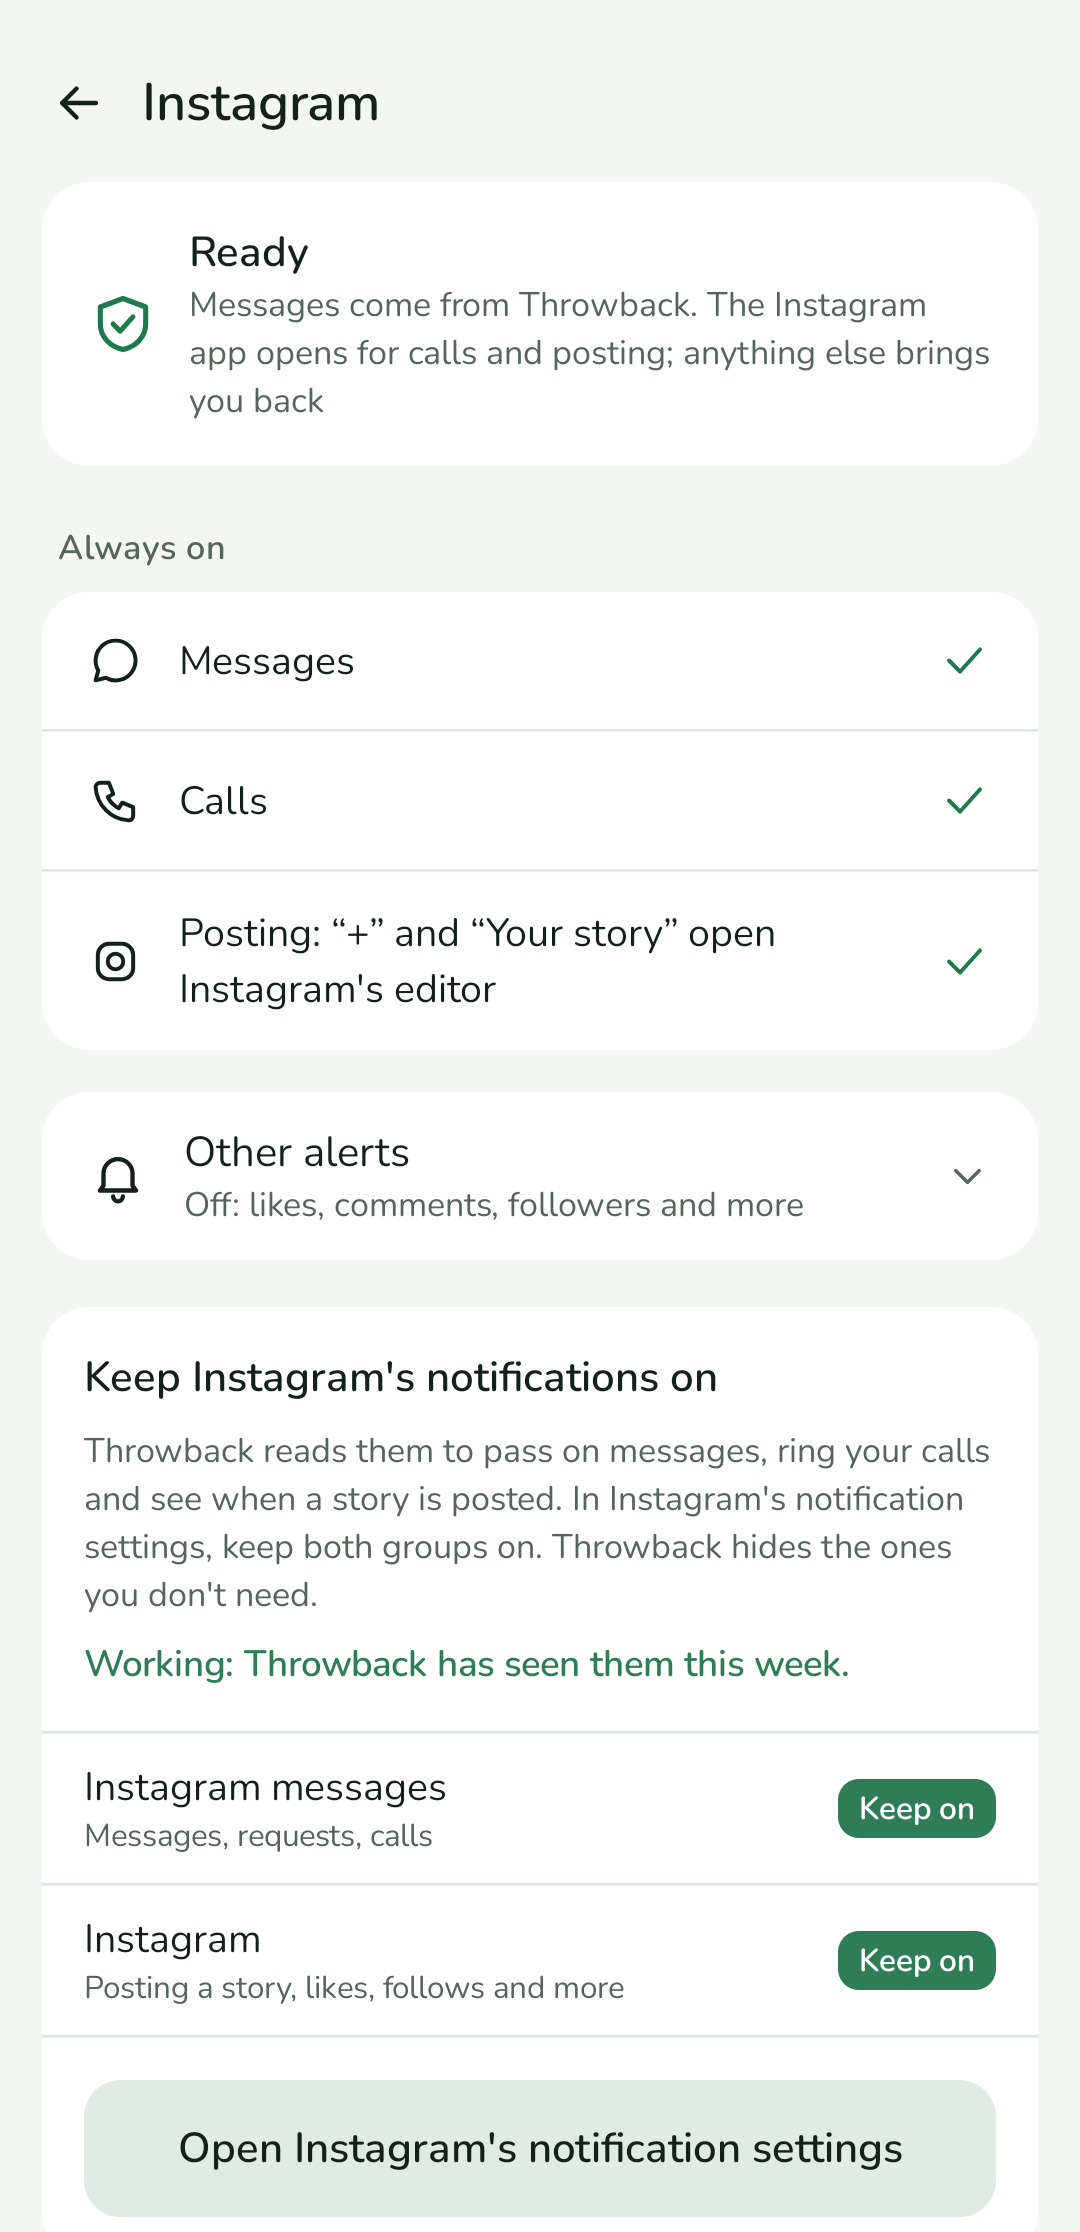 Instagram
Ready
Messages come from Throwback. The Instagram
app opens for calls and posting; anything else brings
you back
Always on
Messages
Calls
Posting: “+” and “Your story” open
Instagram's editor
Other alerts
Off: likes, comments, followers and more
Keep Instagram's notifications on
Throwback reads them to pass on messages, ring your calls
and see when a story is posted. In Instagram's notification
settings, keep both groups on. Throwback hides the ones
you don't need.
Working: Throwback has seen them this week.
Instagram messages
Messages, requests, calls
Keep on
Instagram
Posting a story, likes, follows and more
Keep on
Open Instagram's notification settings